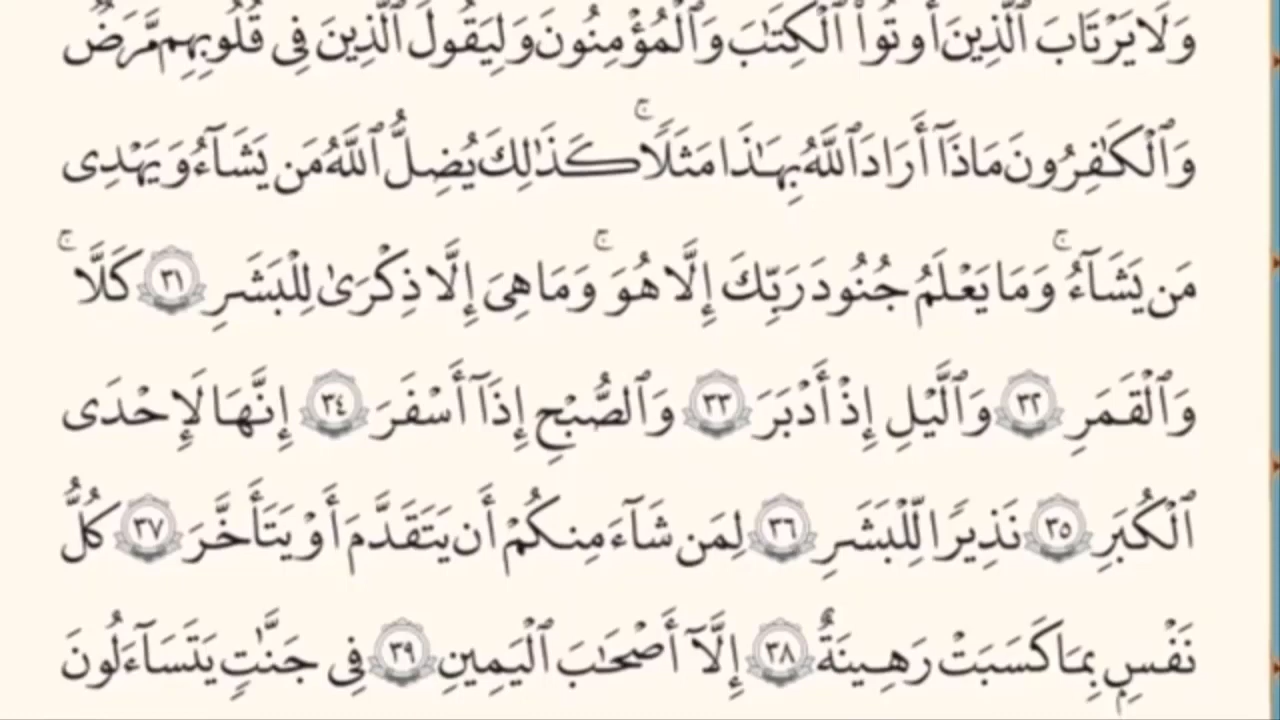 وَلَا يَرْتَابَ ٱلَّذِينَ أُوتُوا۟ ٱلْكِتَٰبَ وَٱلْمُؤْمِنُونَ وَلِيَقُولَ ٱلَّذِينَ فِى قُلُوبِهِم مَّرَضٌ
وَٱلْكَٰفِرُونَ مَاذَآ أَرَادَ ٱللَّهُ بِهَٰذَا مَثَلًا ۚ كَذَٰلِكَ يُضِلُّ ٱللَّهُ مَن يَشَآءُ وَيَهْدِى
مَن يَشَآءُ ۚ وَمَا يَعْلَمُ جُنُودَ رَبِّكَ إِلَّا هُوَ ۚ وَمَا هِىَ إِلَّا ذِكْرَىٰ لِلْبَشَرِ ٣١ كَلَّا ۚ
وَٱلْقَمَرِ ٣٢ وَٱلَّيْلِ إِذْ أَدْبَرَ ٣٣ وَٱلصُّبْحِ إِذَآ أَسْفَرَ ٣٤ إِنَّهَا لَإِحْدَى
ٱلْكُبَرِ ٣٥ نَذِيرًا لِّلْبَشَرِ ٣٦ لِمَن شَآءَ مِنكُمْ أَن يَتَقَدَّمَ أَوْ يَتَأَخَّرَ ٣٧ كُلُّ
نَفْسٍۭ بِمَا كَسَبَتْ رَهِينَةٌ ٣٨ إِلَّآ أَصْحَٰبَ ٱلْيَمِينِ ٣٩ فِى جَنَّٰتٍ يَتَسَآءَلُونَ